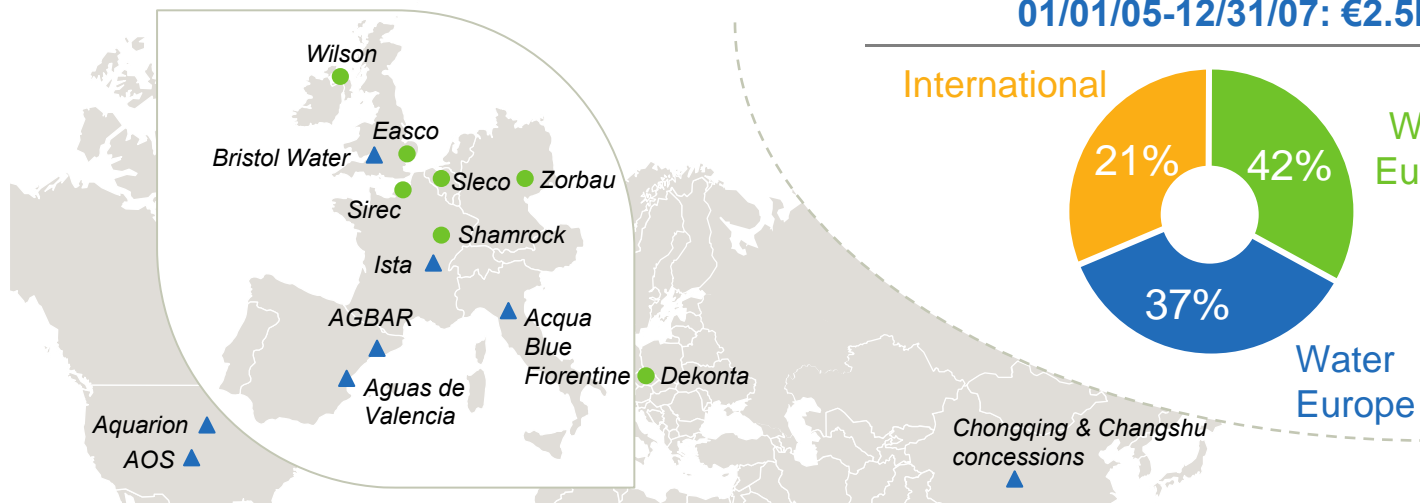 01/01/05-12/31/07: €2.5
Wilson
Easco
Bristol Water
Sleco
Zorbau
Sirec
Shamrock
Ista
AGBAR
Acqua
Blue
Fiorentine
Dekonta
Aguas de
Valencia
Aquarion
AOS
Chongqing & Changshu
concessions
International
21%
42%
37%
Water
Europe